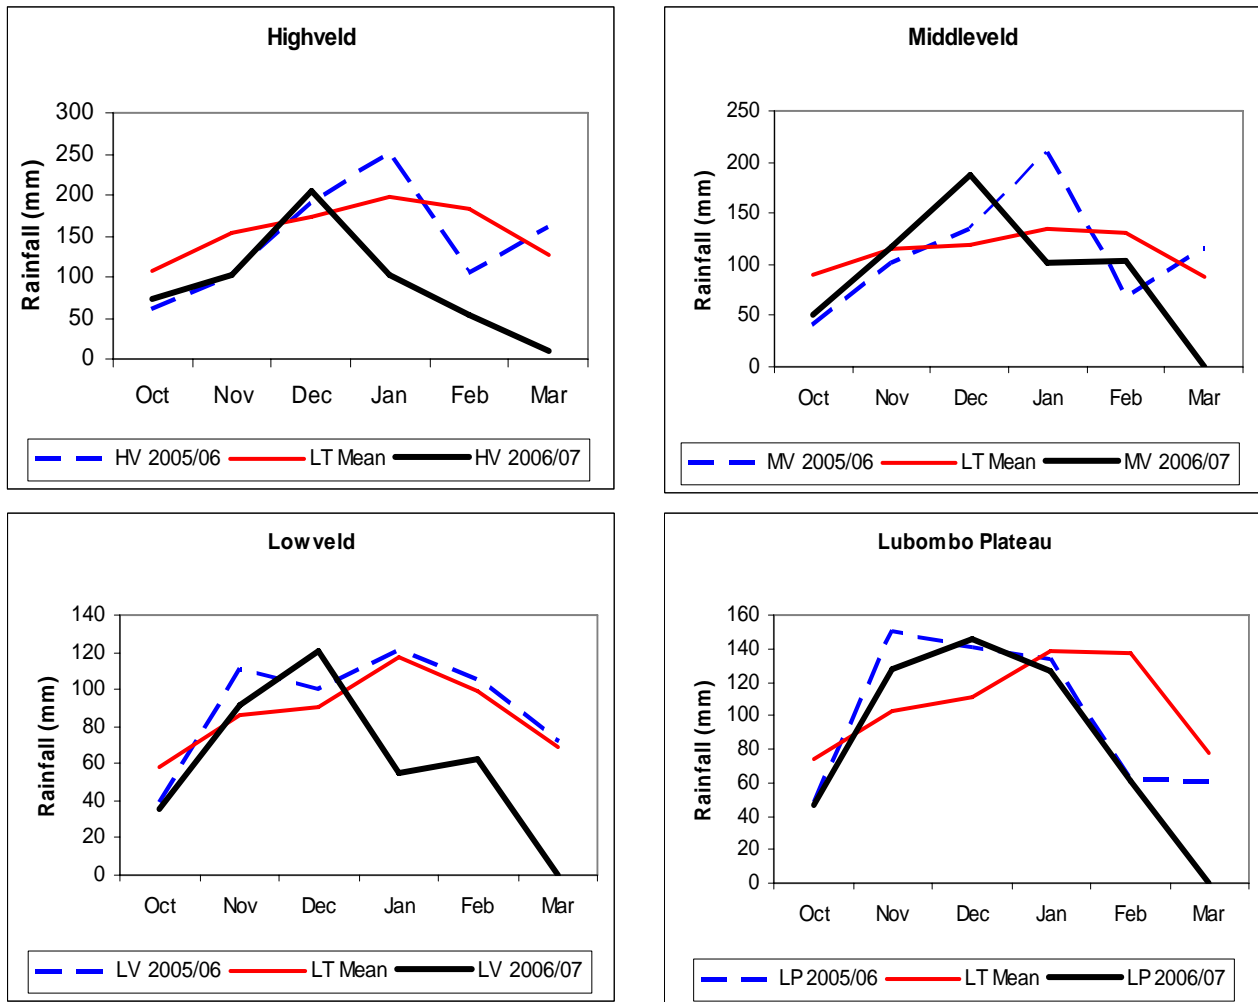 Highveld
Rainfall (mm)
300
250
200
150
100
50
0
Oct Nov Dec Jan Feb Mar
HV 2005/06 LT Mean HV 2006/07
Middleveld
Rainfall (mm)
250
200
150
100
50
0
Oct Nov Dec Jan Feb Mar
MV 2005/06 LT Mean MV 2006/07
Lowveld
Rainfall (mm)
140
120
100
80
60
40
20
0
Oct Nov Dec Jan Feb Mar
LV 2005/06 LT Mean LV 2006/07
Lubombo Plateau
Rainfall (mm)
160
140
120
100
80
60
40
20
0
Oct Nov Dec Jan Feb Mar
LP 2005/06 LT Mean LP 2006/07